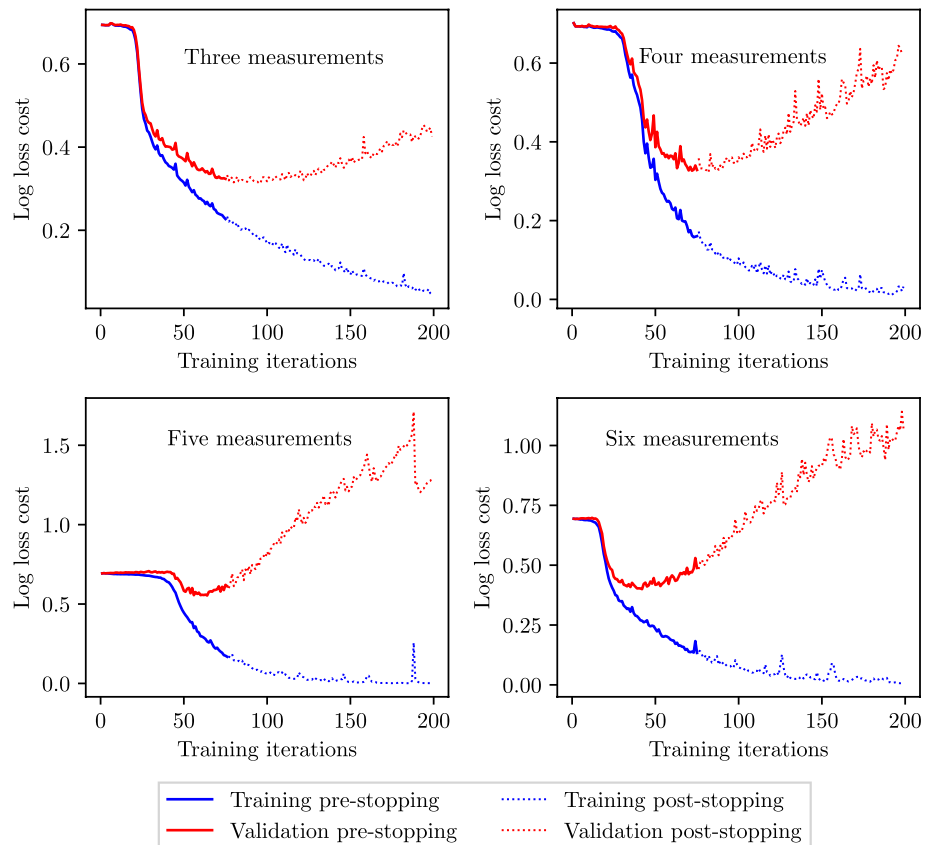 Three measurements
Log loss cost
0.6
0.4
0.2
0 50 100 150 200
Training iterations
Four measurements
Log loss cost
0.6
0.4
0.2
0.0
0 50 100 150 200
Training iterations
Five measurements
Log loss cost
1.5
1.0
0.5
0.0
0 50 100 150 200
Training iterations
Six measurements
Log loss cost
1.00
0.75
0.50
0.25
0.00
0 50 100 150 200
Training iterations
Training pre-stopping
Validation pre-stopping
Training post-stopping
Validation post-stopping